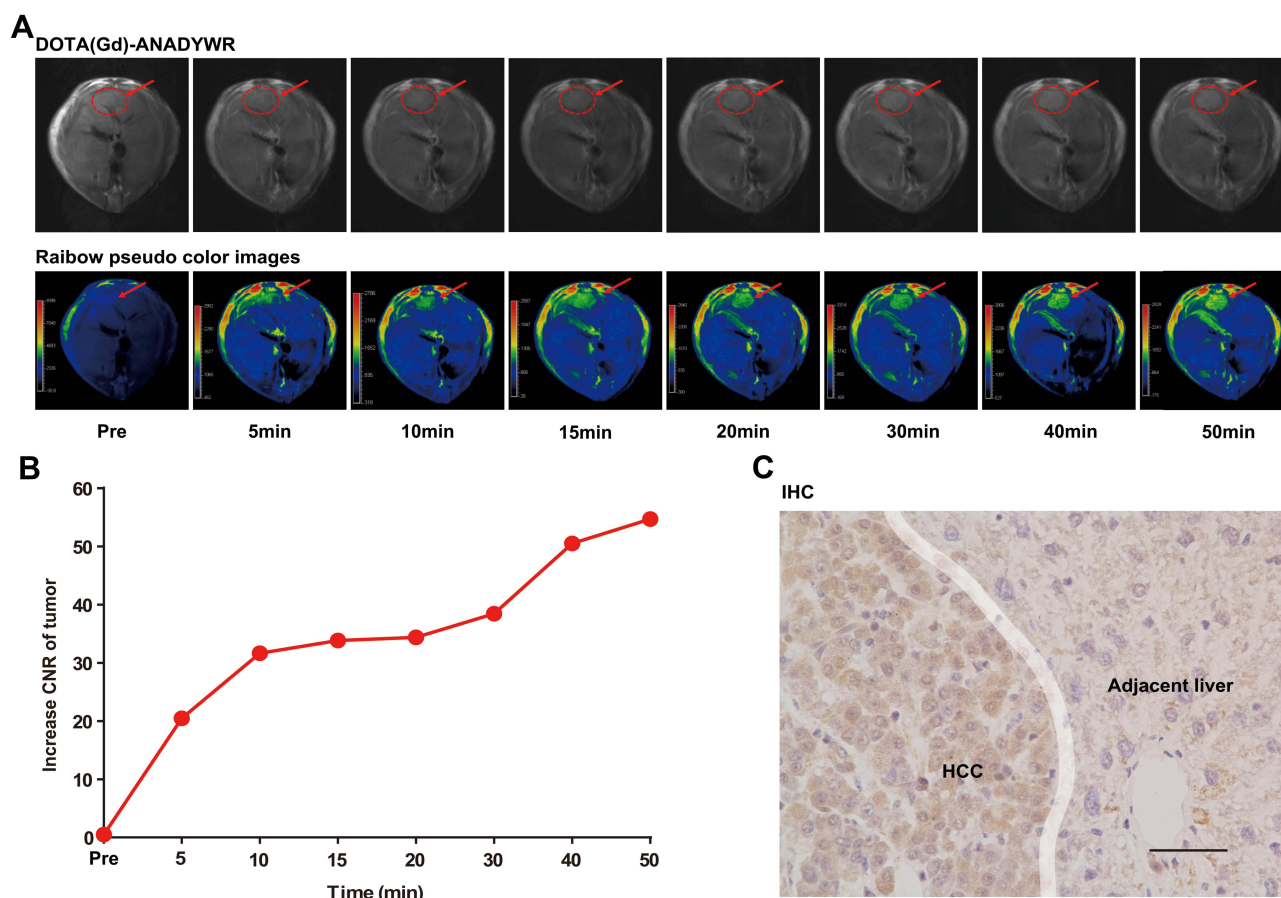 A
DOTA(Gd)-ANADYWR
Raibow pseudo color images
Pre 5min 10min 15min 20min 30min 40min 50min
B
Increase CNR of tumor
60
50
40
30
20
10
0
Pre 5 10 15 20 30 40 50
Time (min)
C
IHC
Adjacent liver
HCC